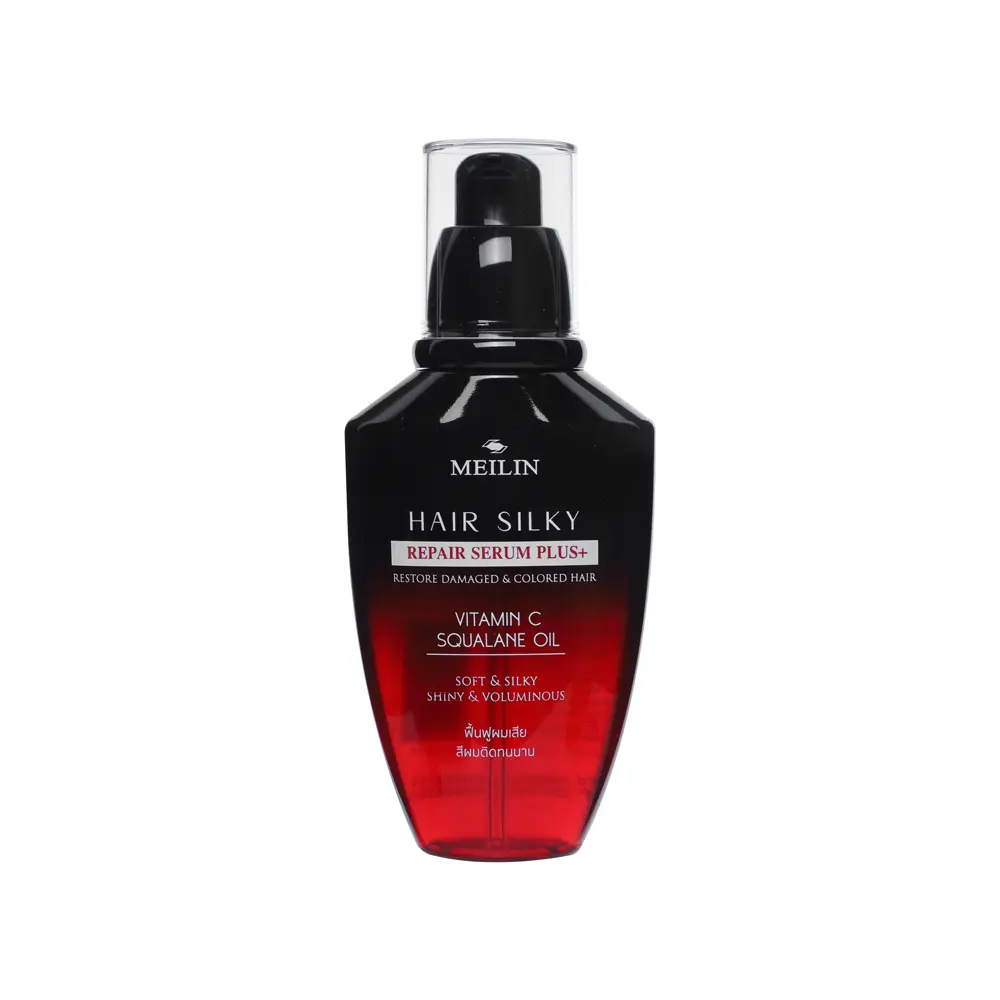 MEILIN
HAIR SILKY
REPAIR SERUM PLUS+
RESTORE DAMAGED & COLORED HAIR
VITAMIN C
SQUALANE OIL
SOFT & SILKY
SHINY & VOLUMINOUS
ฟื้นฟูผมเสีย
สีผมติดทนนาน